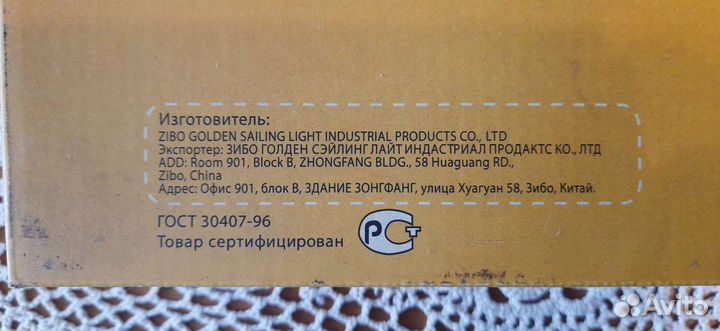 Изготовитель:
ZIBO GOLDEN SAILING LIGHT INDUSTRIAL PRODUCTS CO., LTD
Экспортер: ЗИБО ГОЛДЕН СЭЙЛИНГ ЛАЙТ ИНДАСТРИАЛ ПРОДАКТС КО., ЛТД
ADD: Room 901, Block B, ZHONGFANG BLDG., 58 Huaguang RD.,
Zibo, China
Адрес: Офис 901, блок В, ЗДАНИЕ ЗОНГФАНГ, улица Хуагуан 58, Зибо, Китай.
ГОСТ 30407-96
Товар сертифицирован
РСТ
Avito